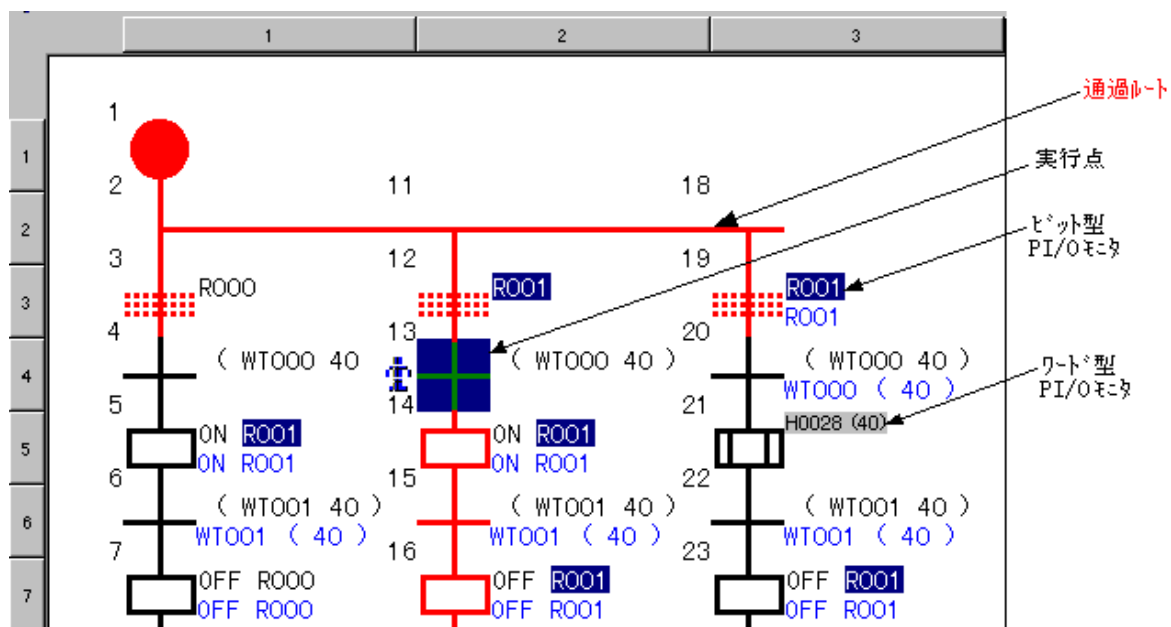 1 2 3
1
1
2 11 18
2
通過ﾙｰﾄ
実行点
ﾋﾞｯﾄ型
PI/Oﾓﾆﾀ
3 12 19
3
R000 R001 R001
R001
4 13 20
4
( WT000 40 ( WT000 40 ) ( WT000 40 )
WT000 ( 40 )
ﾜｰﾄﾞ型
PI/Oﾓﾆﾀ
5 14 21
H0028 (40)
5
ON R001 ON R001
ON R001 ON R001
6 15 22
6
( WT001 40 ) ( WT001 40 ) ( WT001 40 )
WT001 ( 40 ) WT001 ( 40 )
7 16 23
7
OFF R000 OFF R001 OFF R001
OFF R000 OFF R001 OFF R001